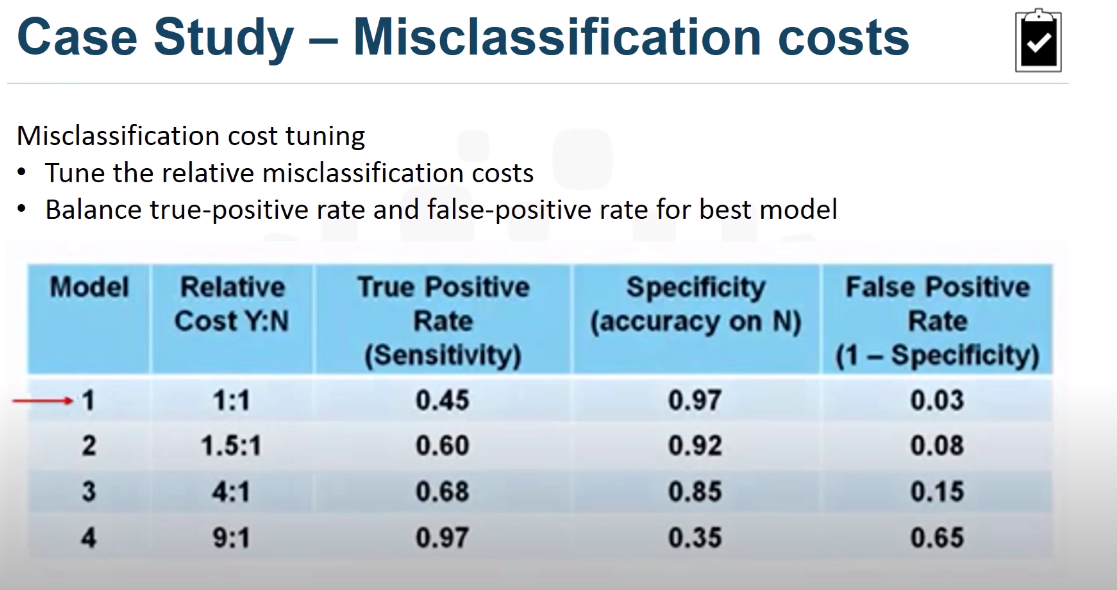 Case Study – Misclassification costs
Misclassification cost tuning
• Tune the relative misclassification costs
• Balance true-positive rate and false-positive rate for best model
Model Relative Cost Y:N True Positive Rate (Sensitivity) Specificity (accuracy on N) False Positive Rate (1 – Specificity)
1 1:1 0.45 0.97 0.03
2 1.5:1 0.60 0.92 0.08
3 4:1 0.68 0.85 0.15
4 9:1 0.97 0.35 0.65